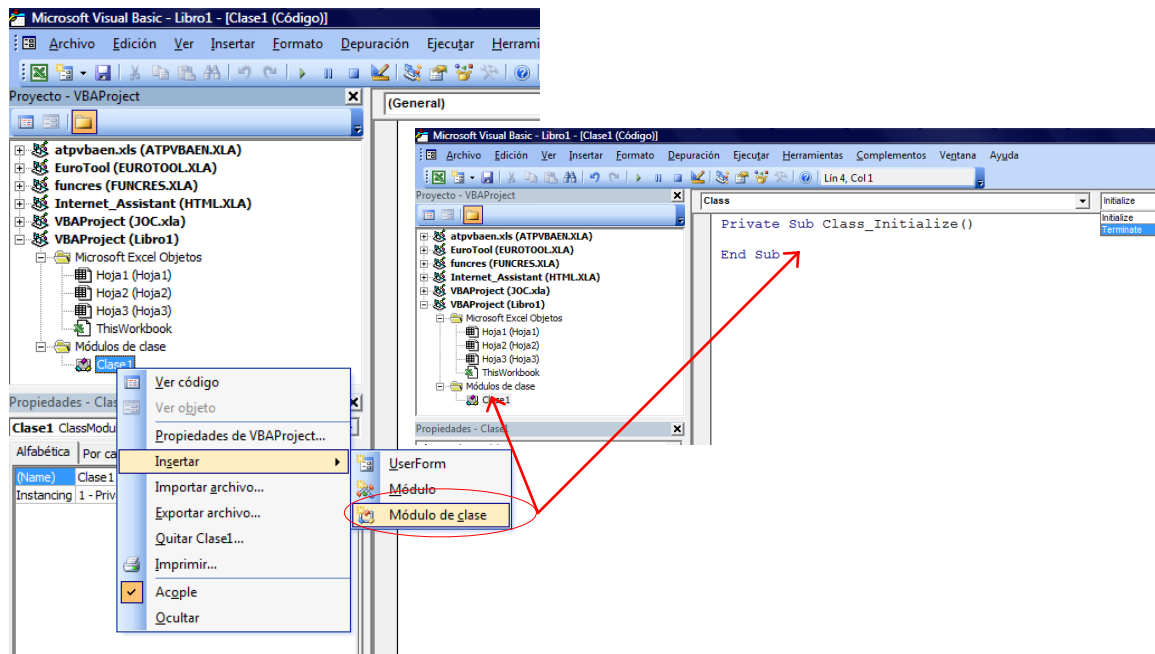 Microsoft Visual Basic - Libro1 - [Clase1 (Código)]
Archivo Edición Ver Insertar Formato Depuración Ejecutar Herrami
Proyecto - VBAProject
(General)
atpvbaen.xls (ATPVBAEN.XLA)
EuroTool (EUROTOOL.XLA)
funcres (FUNCRES.XLA)
Internet_Assistant (HTML.XLA)
VBAProject (JOC.xla)
VBAProject (Libro1)
Microsoft Excel Objetos
Hoja1 (Hoja1)
Hoja2 (Hoja2)
Hoja3 (Hoja3)
ThisWorkbook
Módulos de clase
Clase1
Propiedades - Clas
Clase1 ClassModu
Alfabética Por ca
(Name) Clase1
Instancing 1 - Priv
Ver código
Ver objeto
Propiedades de VBAProject...
Insertar
Importar archivo...
Exportar archivo...
Quitar Clase1...
Imprimir...
Acople
Ocultar
UserForm
Módulo
Módulo de clase
Microsoft Visual Basic - Libro1 - [Clase1 (Código)]
Archivo Edición Ver Insertar Formato Depuración Ejecutar Herramientas Complementos Ventana Ayuda
Lín 4, Col 1
Proyecto - VBAProject
Class
Initialize
Initialize
Terminate
atpvbaen.xls (ATPVBAEN.XLA)
EuroTool (EUROTOOL.XLA)
funcres (FUNCRES.XLA)
Internet_Assistant (HTML.XLA)
VBAProject (JOC.xla)
VBAProject (Libro1)
Microsoft Excel Objetos
Hoja1 (Hoja1)
Hoja2 (Hoja2)
Hoja3 (Hoja3)
ThisWorkbook
Módulos de clase
Clase1
Propiedades - Clase1
Private Sub Class_Initialize()
End Sub